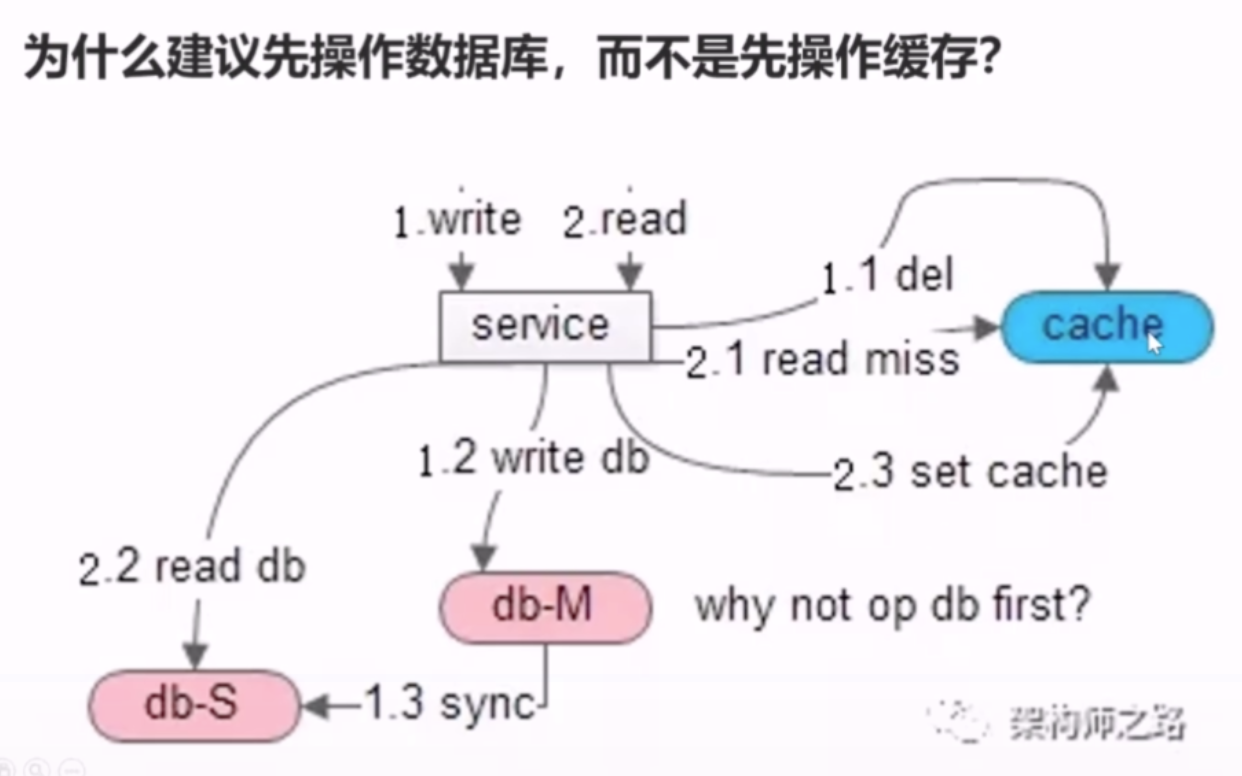 为什么建议先操作数据库，而不是先操作缓存？
1.write
2.read
1.1 del
service
cache
2.1 read miss
1.2 write db
2.3 set cache
2.2 read db
db-M
why not op db first?
db-S
1.3 sync
架构师之路